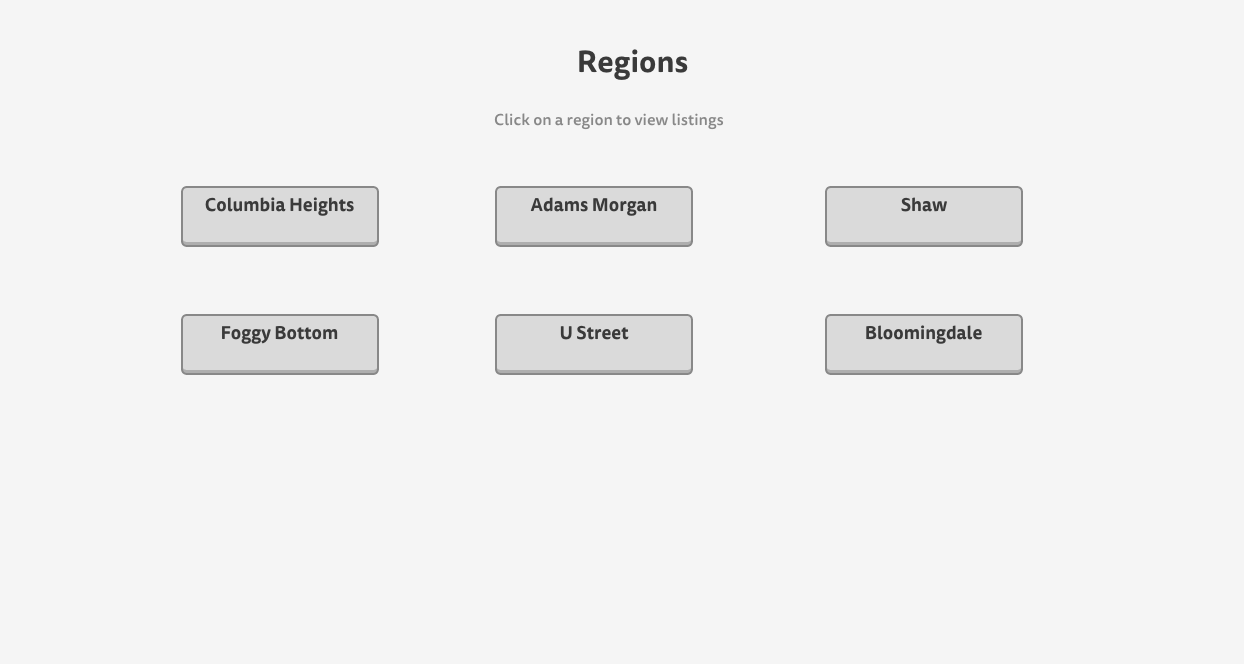 Regions
Click on a region to view listings
Columbia Heights
Adams Morgan
Shaw
Foggy Bottom
U Street
Bloomingdale